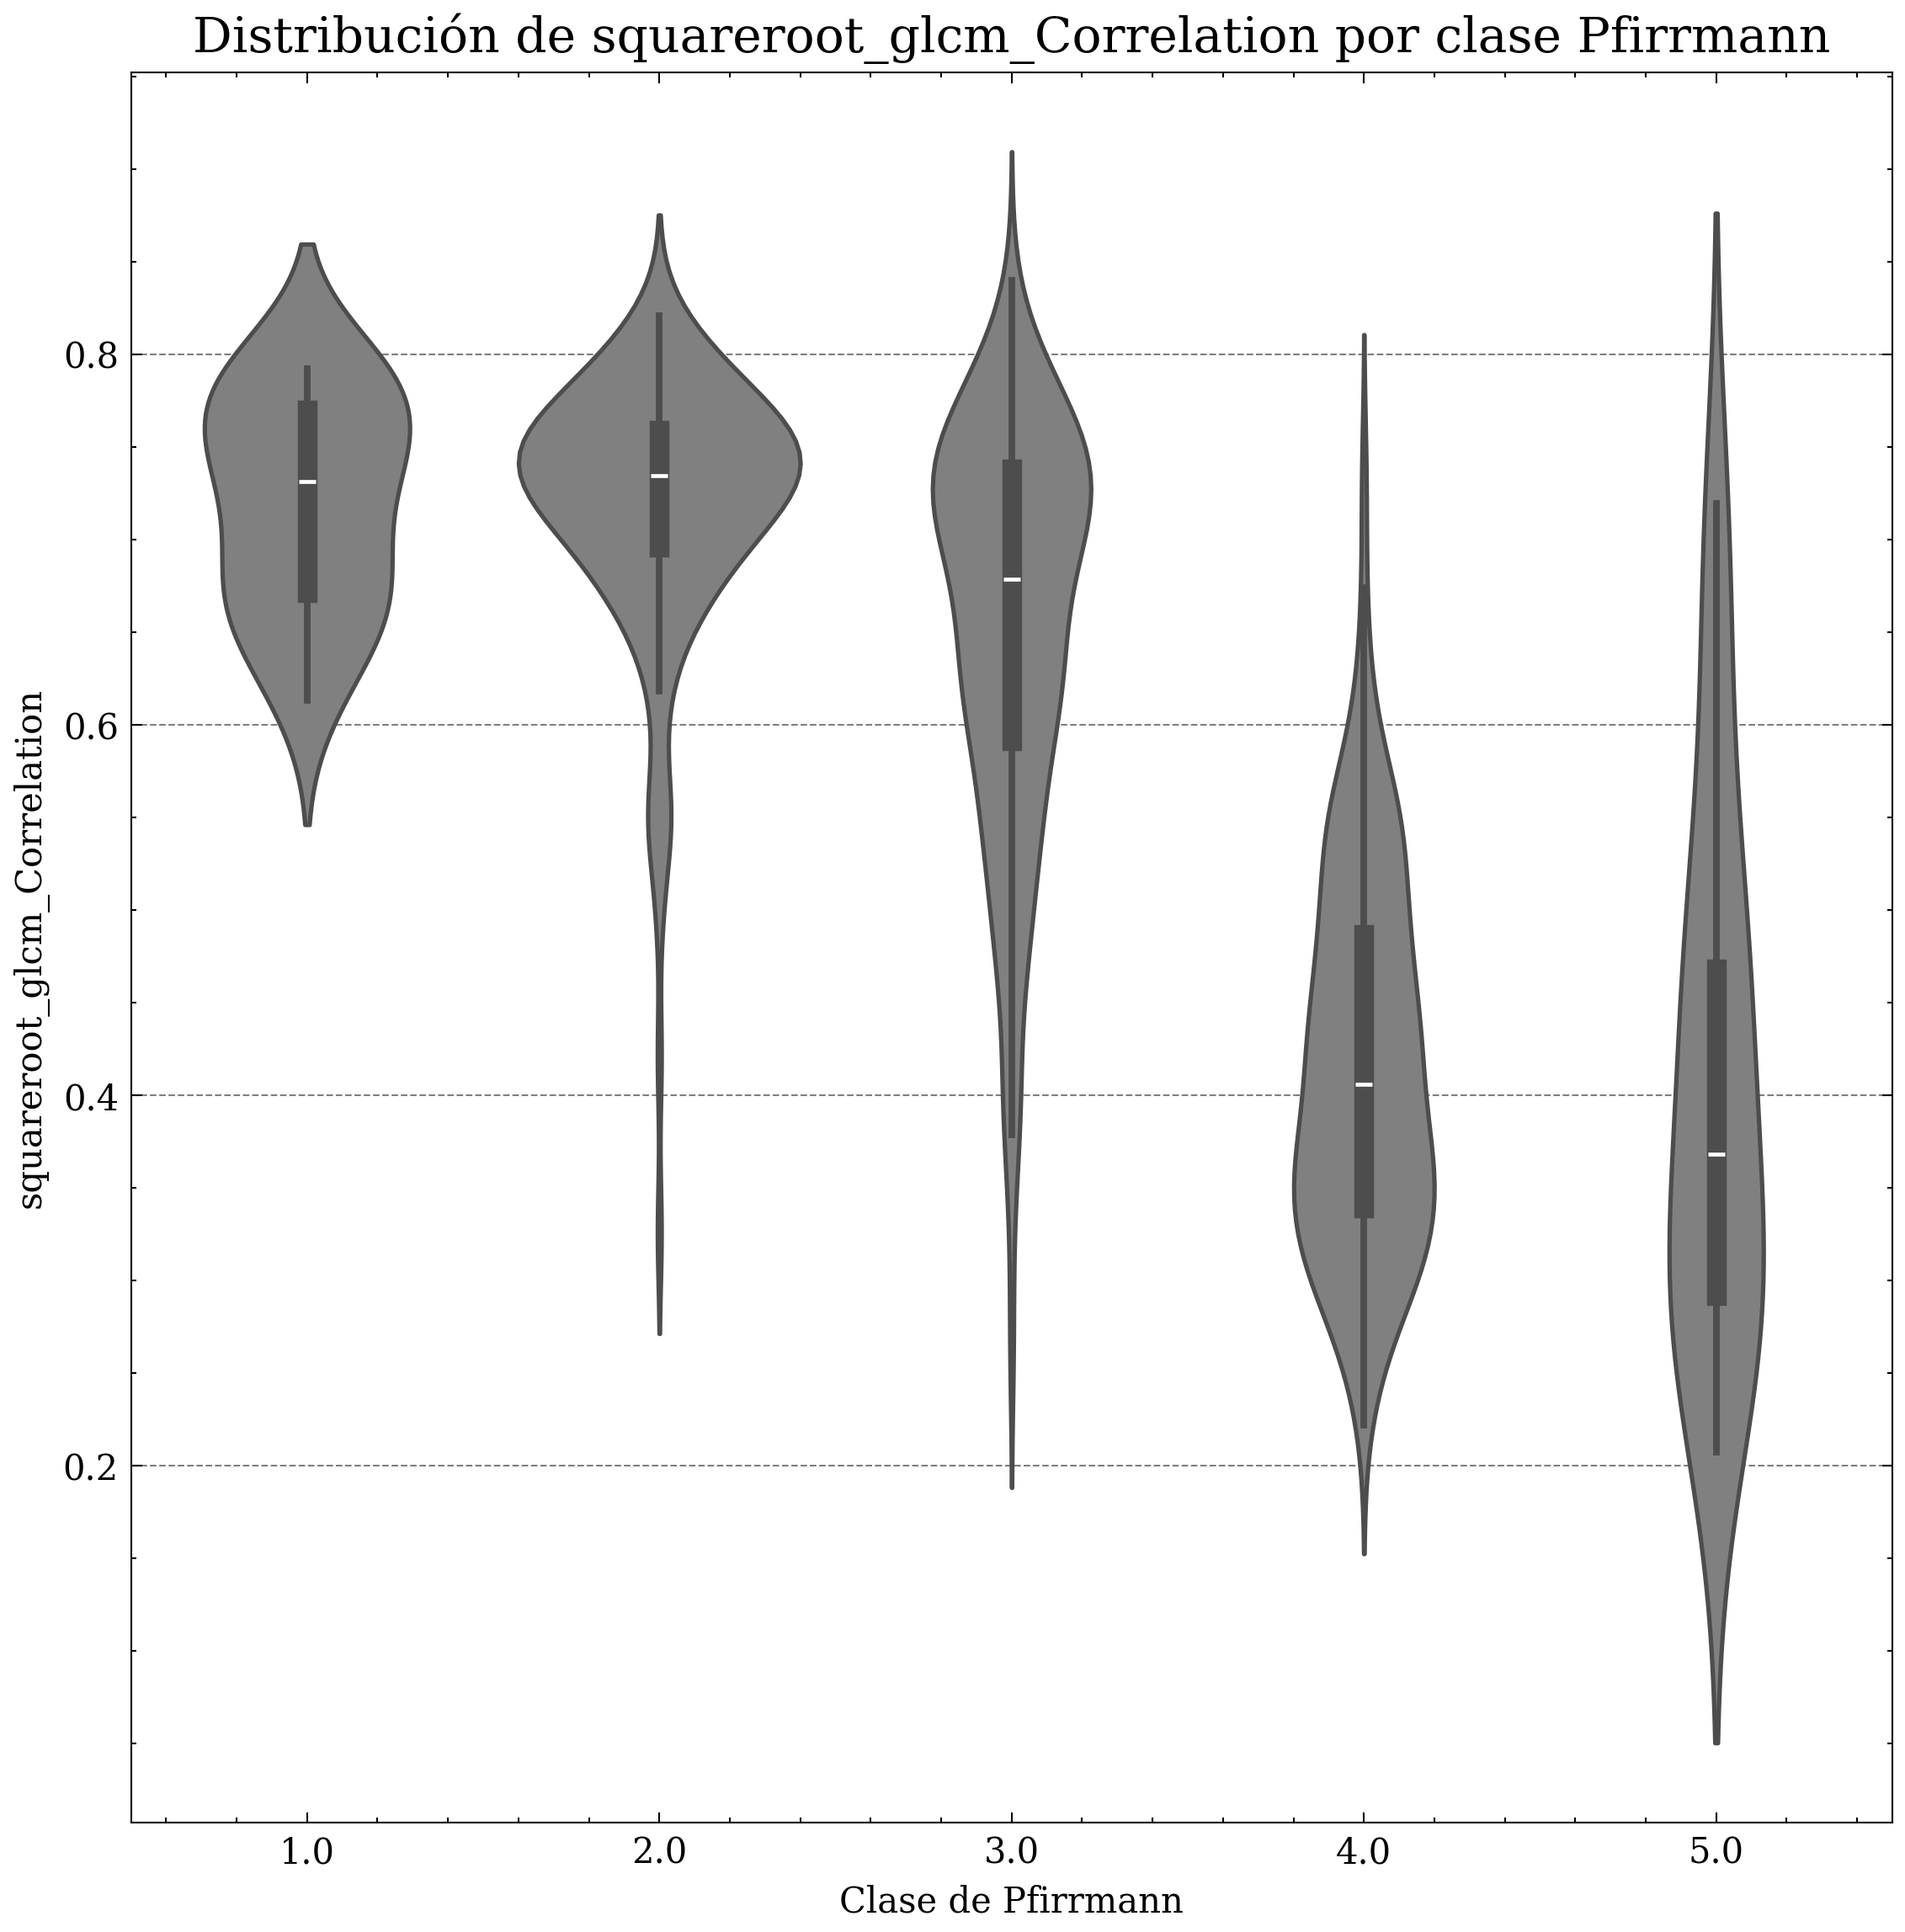 Distribución de squareroot_glcm_Correlation por clase Pfirrmann
squareroot_glcm_Correlation
0.8
0.6
0.4
0.2
1.0 2.0 3.0 4.0 5.0
Clase de Pfirrmann